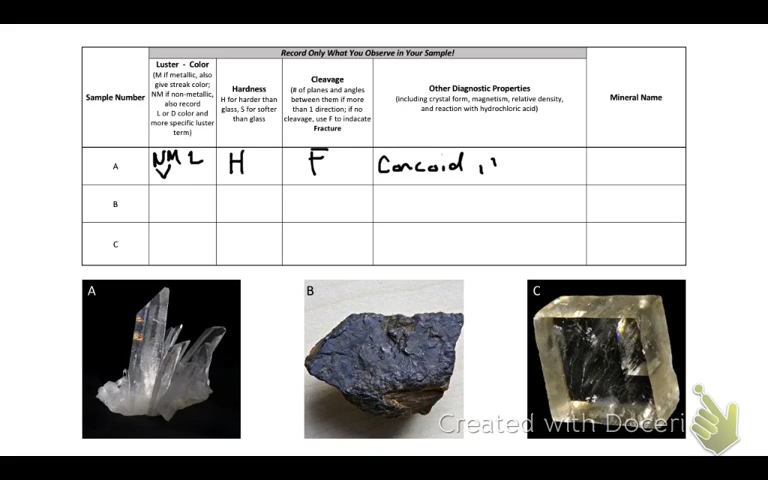 Record Only What You Observe in Your Sample!
Sample Number
Luster - Color
(M if metallic, also
give streak color;
NM if non-metallic,
also record
L or D color and
more specific luster
term)
Hardness
H for harder than
glass, S for softer
than glass
Cleavage
(# of planes and angles
between them if more
than 1 direction; if no
cleavage, use F to indacate
Fracture
Other Diagnostic Properties
(including crystal form, magnetism, relative density,
and reaction with hydrochloric acid)
Mineral Name
A
NM L
V
H
F
Concoid
B
C
A
B
C
Created with Doceri